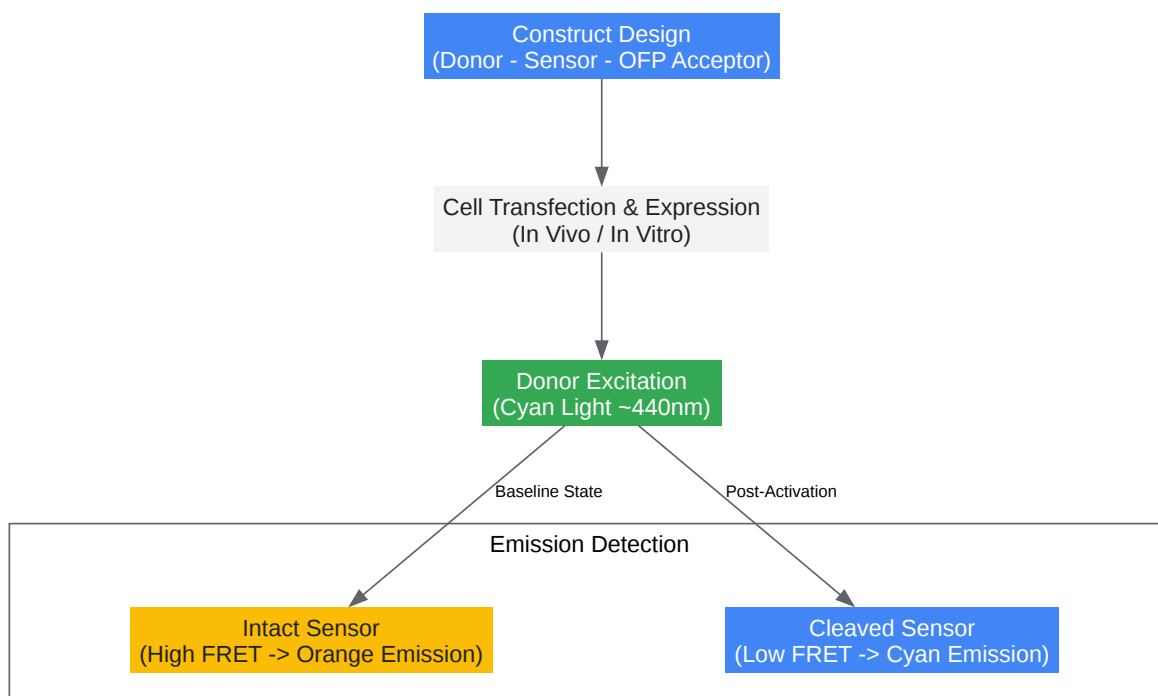 Construct Design
(Donor - Sensor - OFP Acceptor)
Cell Transfection & Expression
(In Vivo / In Vitro)
Donor Excitation
(Cyan Light ~440nm)
Baseline State
Post-Activation
Emission Detection
Intact Sensor
(High FRET -> Orange Emission)
Cleaved Sensor
(Low FRET -> Cyan Emission)